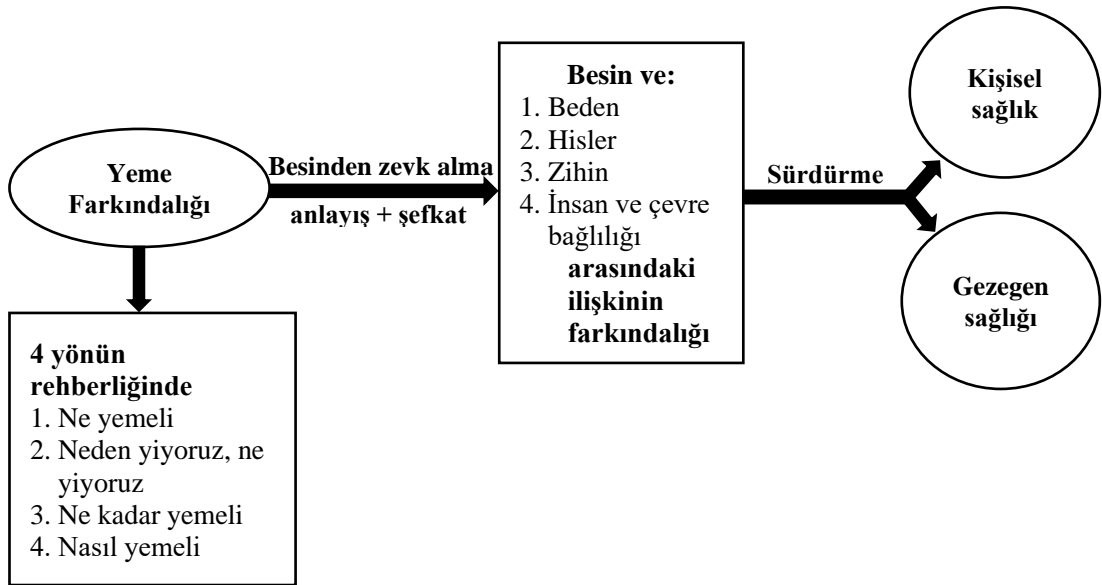 Yeme
Farkındalığı
Besinden zevk alma
anlayış + şefkat
4 yönün
rehberliğinde
1. Ne yemeli
2. Neden yiyoruz, ne
yiyoruz
3. Ne kadar yemeli
4. Nasıl yemeli
Besin ve:
1. Beden
2. Hisler
3. Zihin
4. İnsan ve çevre
bağlılığı
arasındaki
ilişkinin
farkındalığı
Sürdürme
Kişisel
sağlık
Gezegen
sağlığı